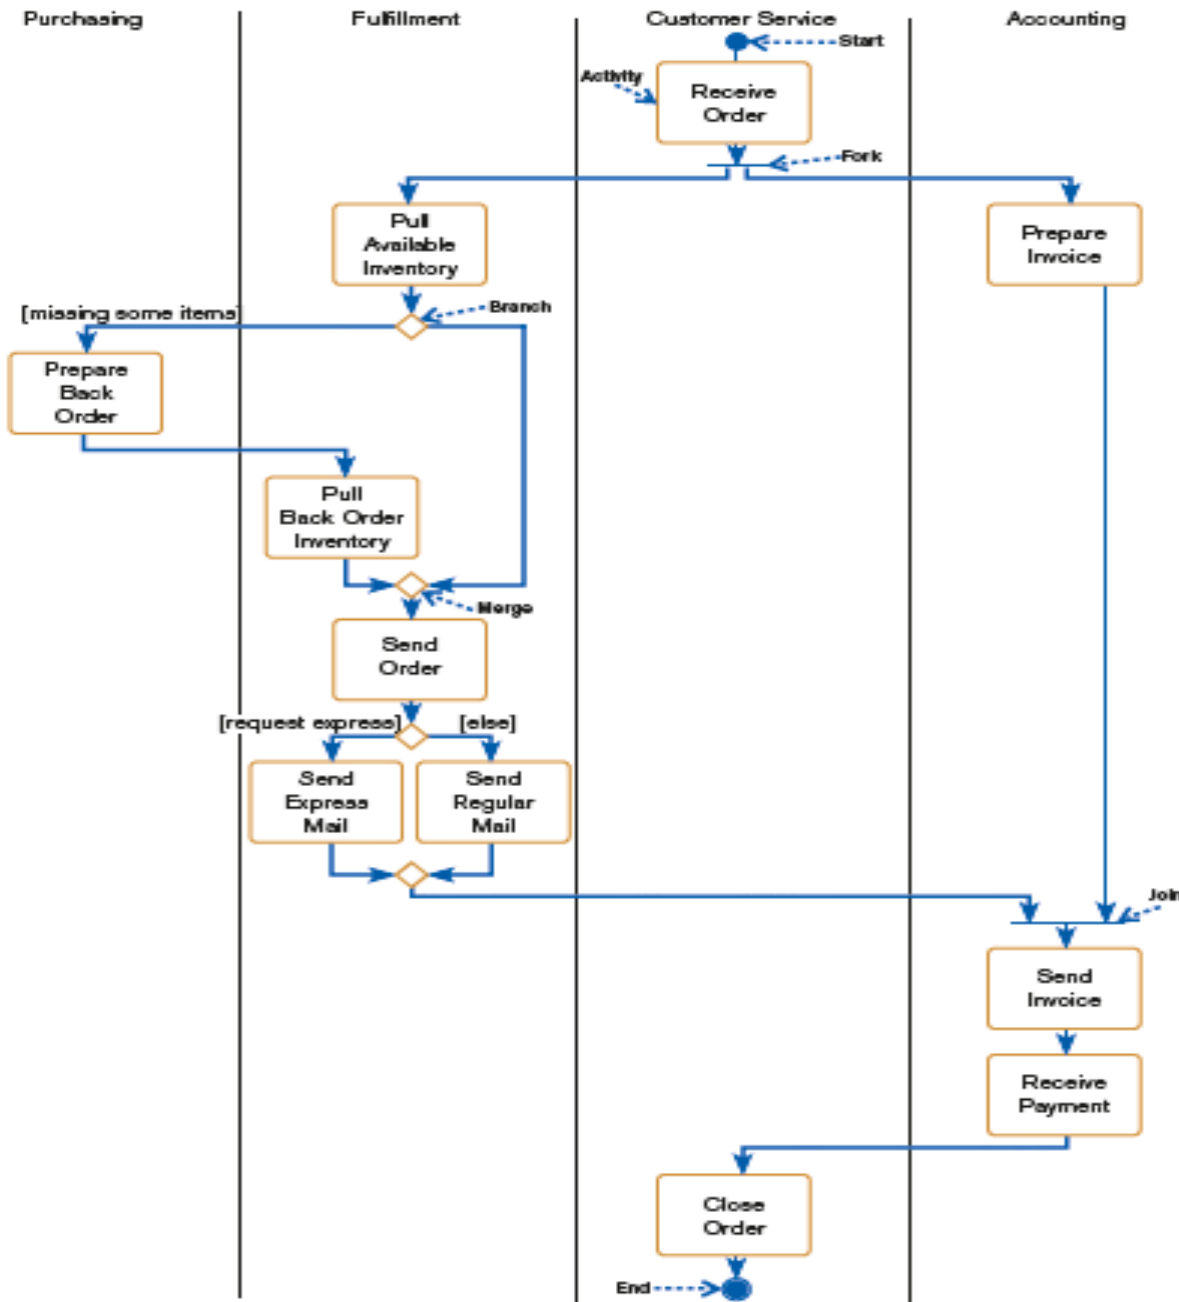 Purchasing
Fulfillment
Customer Service
Accounting
Start
Activity
Receive
Order
Fork
Pull
Available
Inventory
Prepare
Invoice
Branch
[missing some items]
Prepare
Back
Order
Pull
Back Order
Inventory
Merge
Send
Order
[request express]
[else]
Send
Express
Mail
Send
Regular
Mail
Join
Send
Invoice
Receive
Payment
Close
Order
End